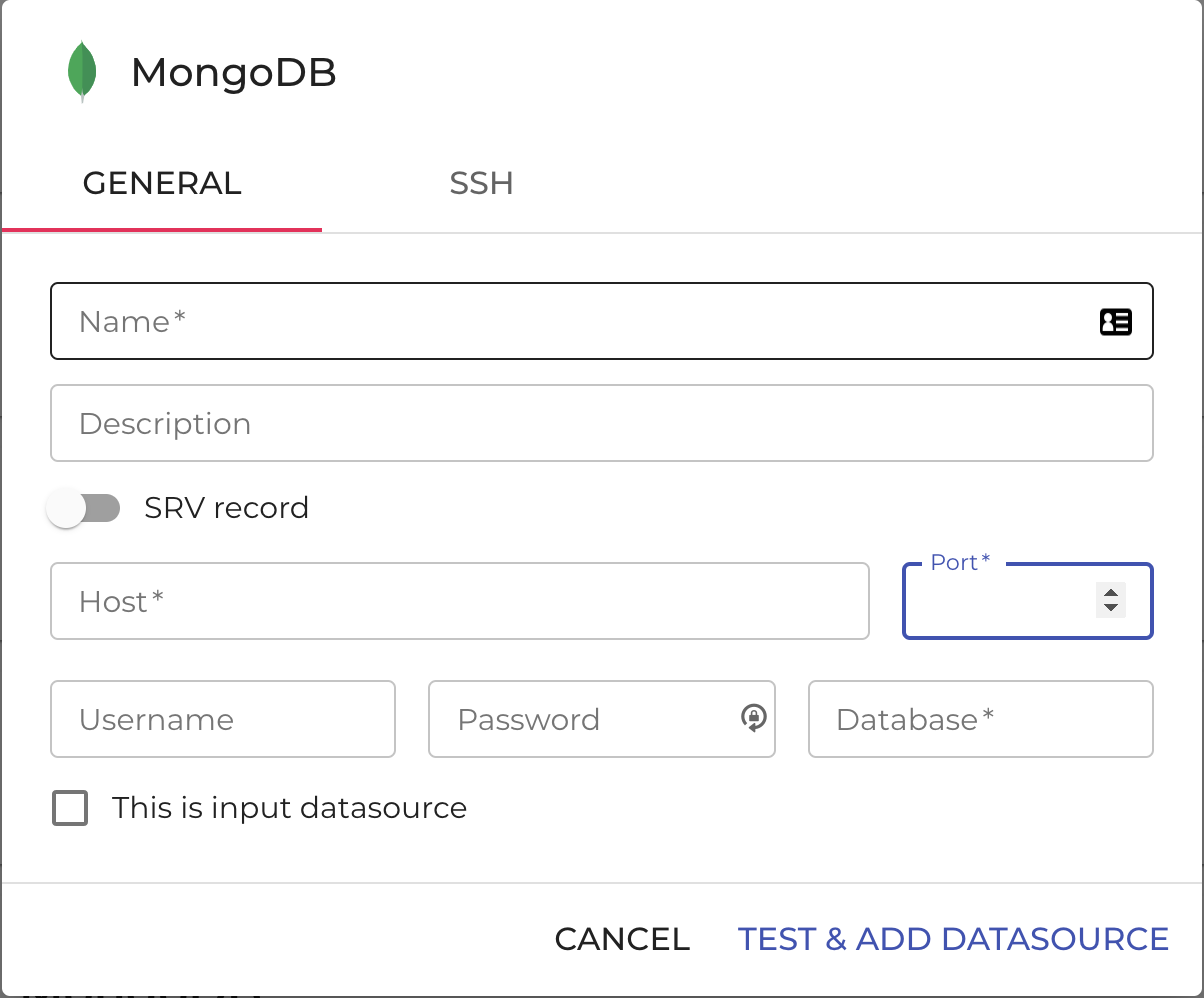 MongoDB
GENERAL SSH
Name*
Description
SRV record
Host* Port*
Username Password Database*
This is input datasource
CANCEL TEST & ADD DATASOURCE